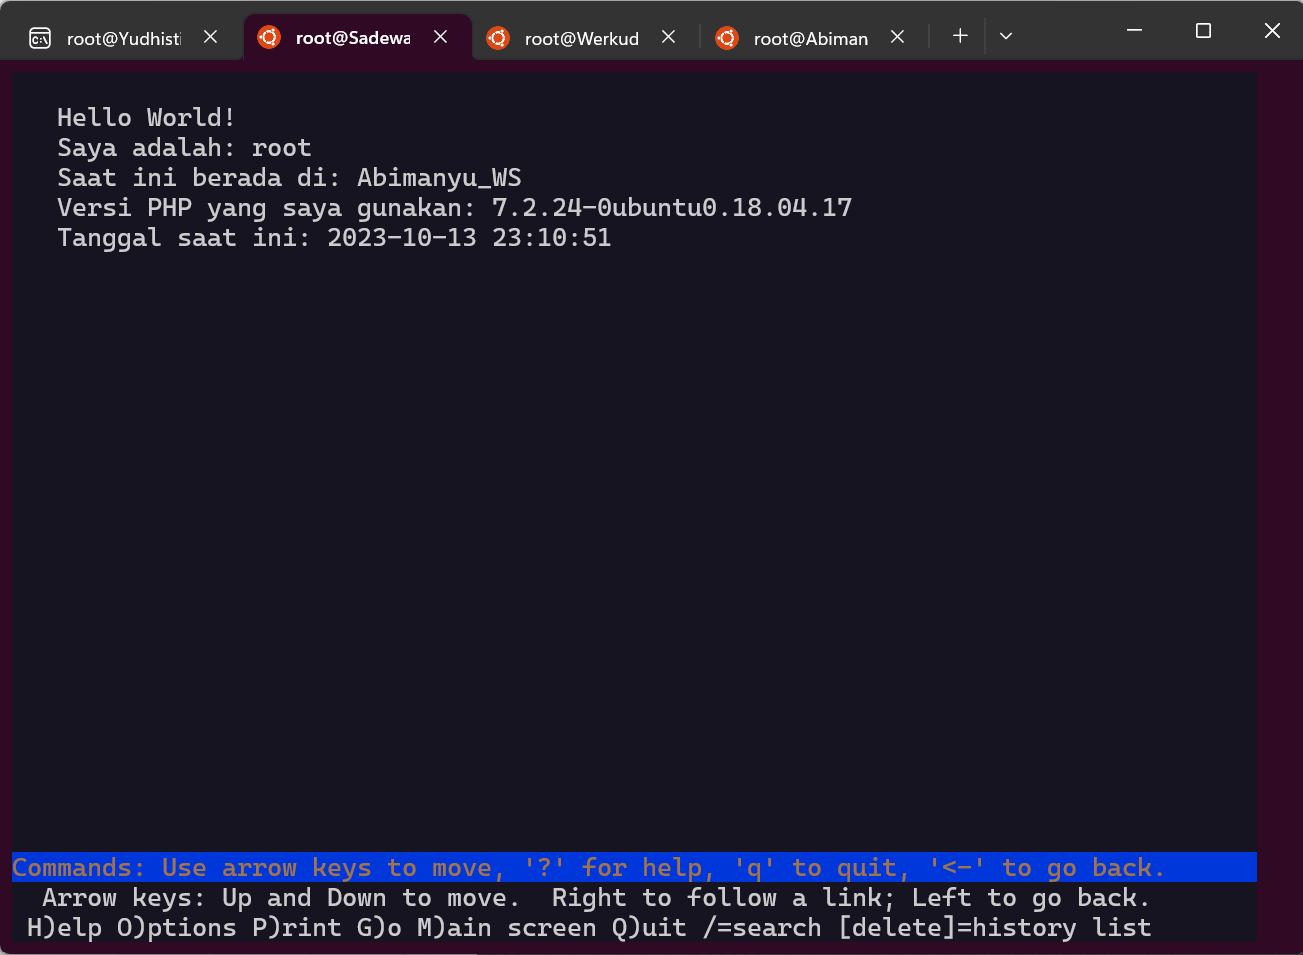 root@Yudhisti
root@Sadewa
root@Werkud
root@Abiman
Hello World!
Saya adalah: root
Saat ini berada di: Abimanyu_WS
Versi PHP yang saya gunakan: 7.2.24-0ubuntu0.18.04.17
Tanggal saat ini: 2023-10-13 23:10:51
Commands: Use arrow keys to move, '?' for help, 'q' to quit, '<-' to go back.
Arrow keys: Up and Down to move.  Right to follow a link; Left to go back.
H)elp O)ptions P)rint G)o M)ain screen Q)uit /=search [delete]=history list